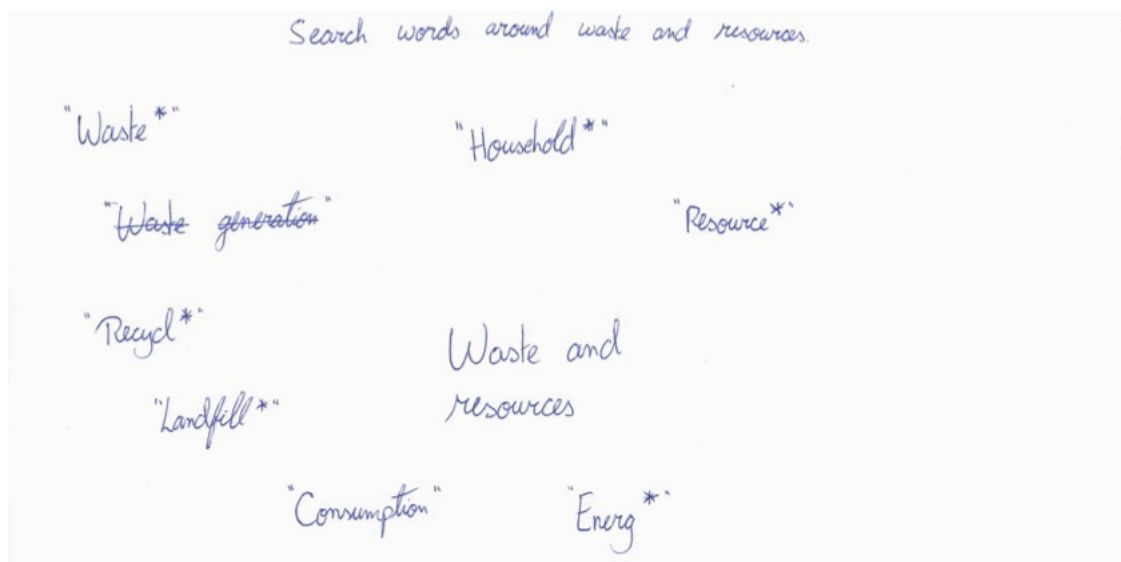 Search words around waste and resources.
"Waste*"
"Household*"
"Waste generation"
"Resource*"
"Recycl*"
Waste and
resources
"Landfill*"
"Consumption"
"Energ*"